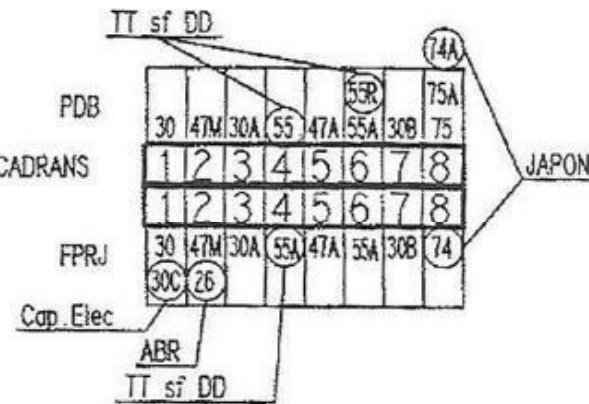 TT sf DD
74A
55R 75A
PDB 30 47M 30A 55 47A 55A 30B 75
CADRANS 1 2 3 4 5 6 7 8 JAPON
1 2 3 4 5 6 7 8
FPRJ 30 47M 30A 55A 47A 55A 30B 74
30C 26
Cap.Elec
ABR
TT sf DD